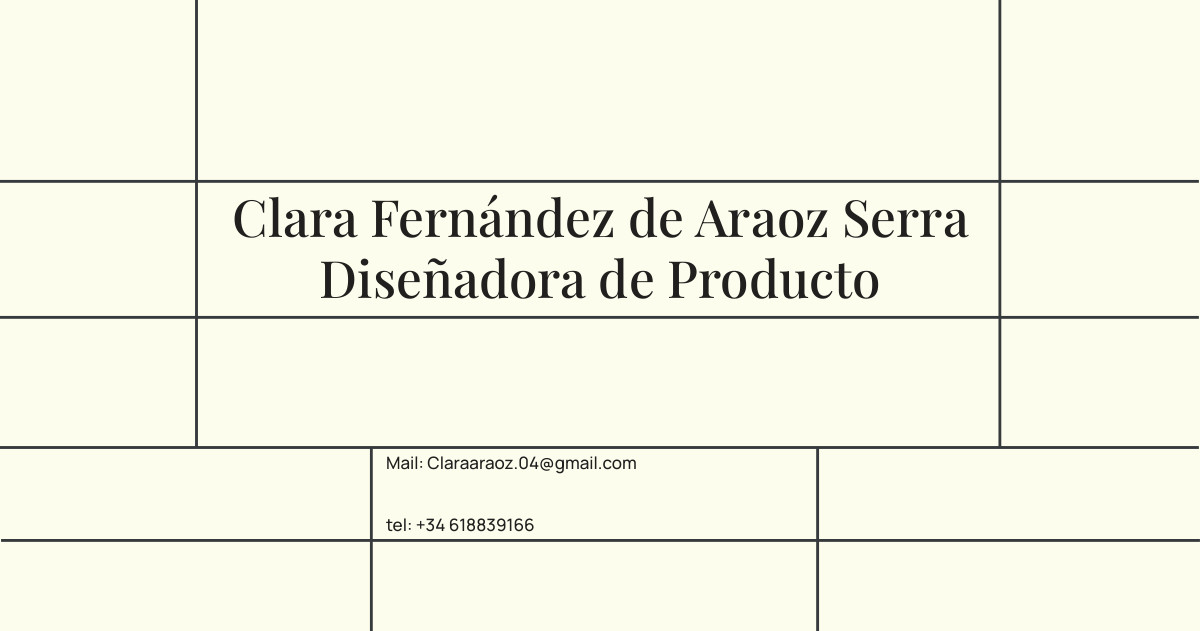 Clara Fernández de Araoz Serra
Diseñadora de Producto
Mail: Claraaraoz.04@gmail.com
tel: +34 618839166